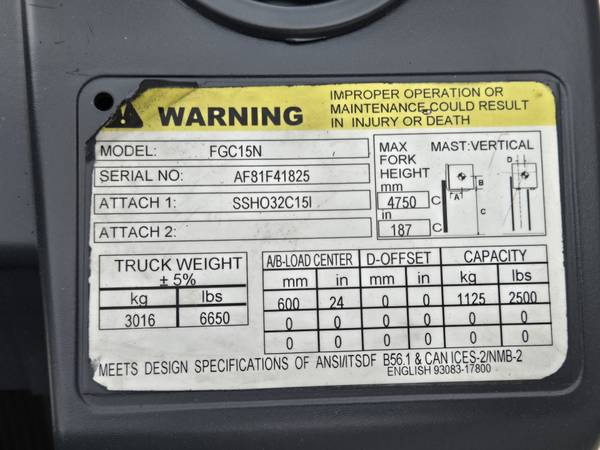 WARNING
IMPROPER OPERATION OR
MAINTENANCE COULD RESULT
IN INJURY OR DEATH
MODEL: FGC15N
SERIAL NO: AF81F41825
ATTACH 1: SSHO32C15I
ATTACH 2:
MAX FORK HEIGHT
MAST:VERTICAL
mm
4750 C
in
187 C
D
B
A
C
TRUCK WEIGHT
± 5%
kg lbs
3016 6650
A/B-LOAD CENTER D-OFFSET CAPACITY
mm in mm in kg lbs
600 24 0 0 1125 2500
0 0 0 0 0 0
0 0 0 0 0 0
MEETS DESIGN SPECIFICATIONS OF ANSI/ITSDF B56.1 & CAN ICES-2/NMB-2
ENGLISH 93083-17800